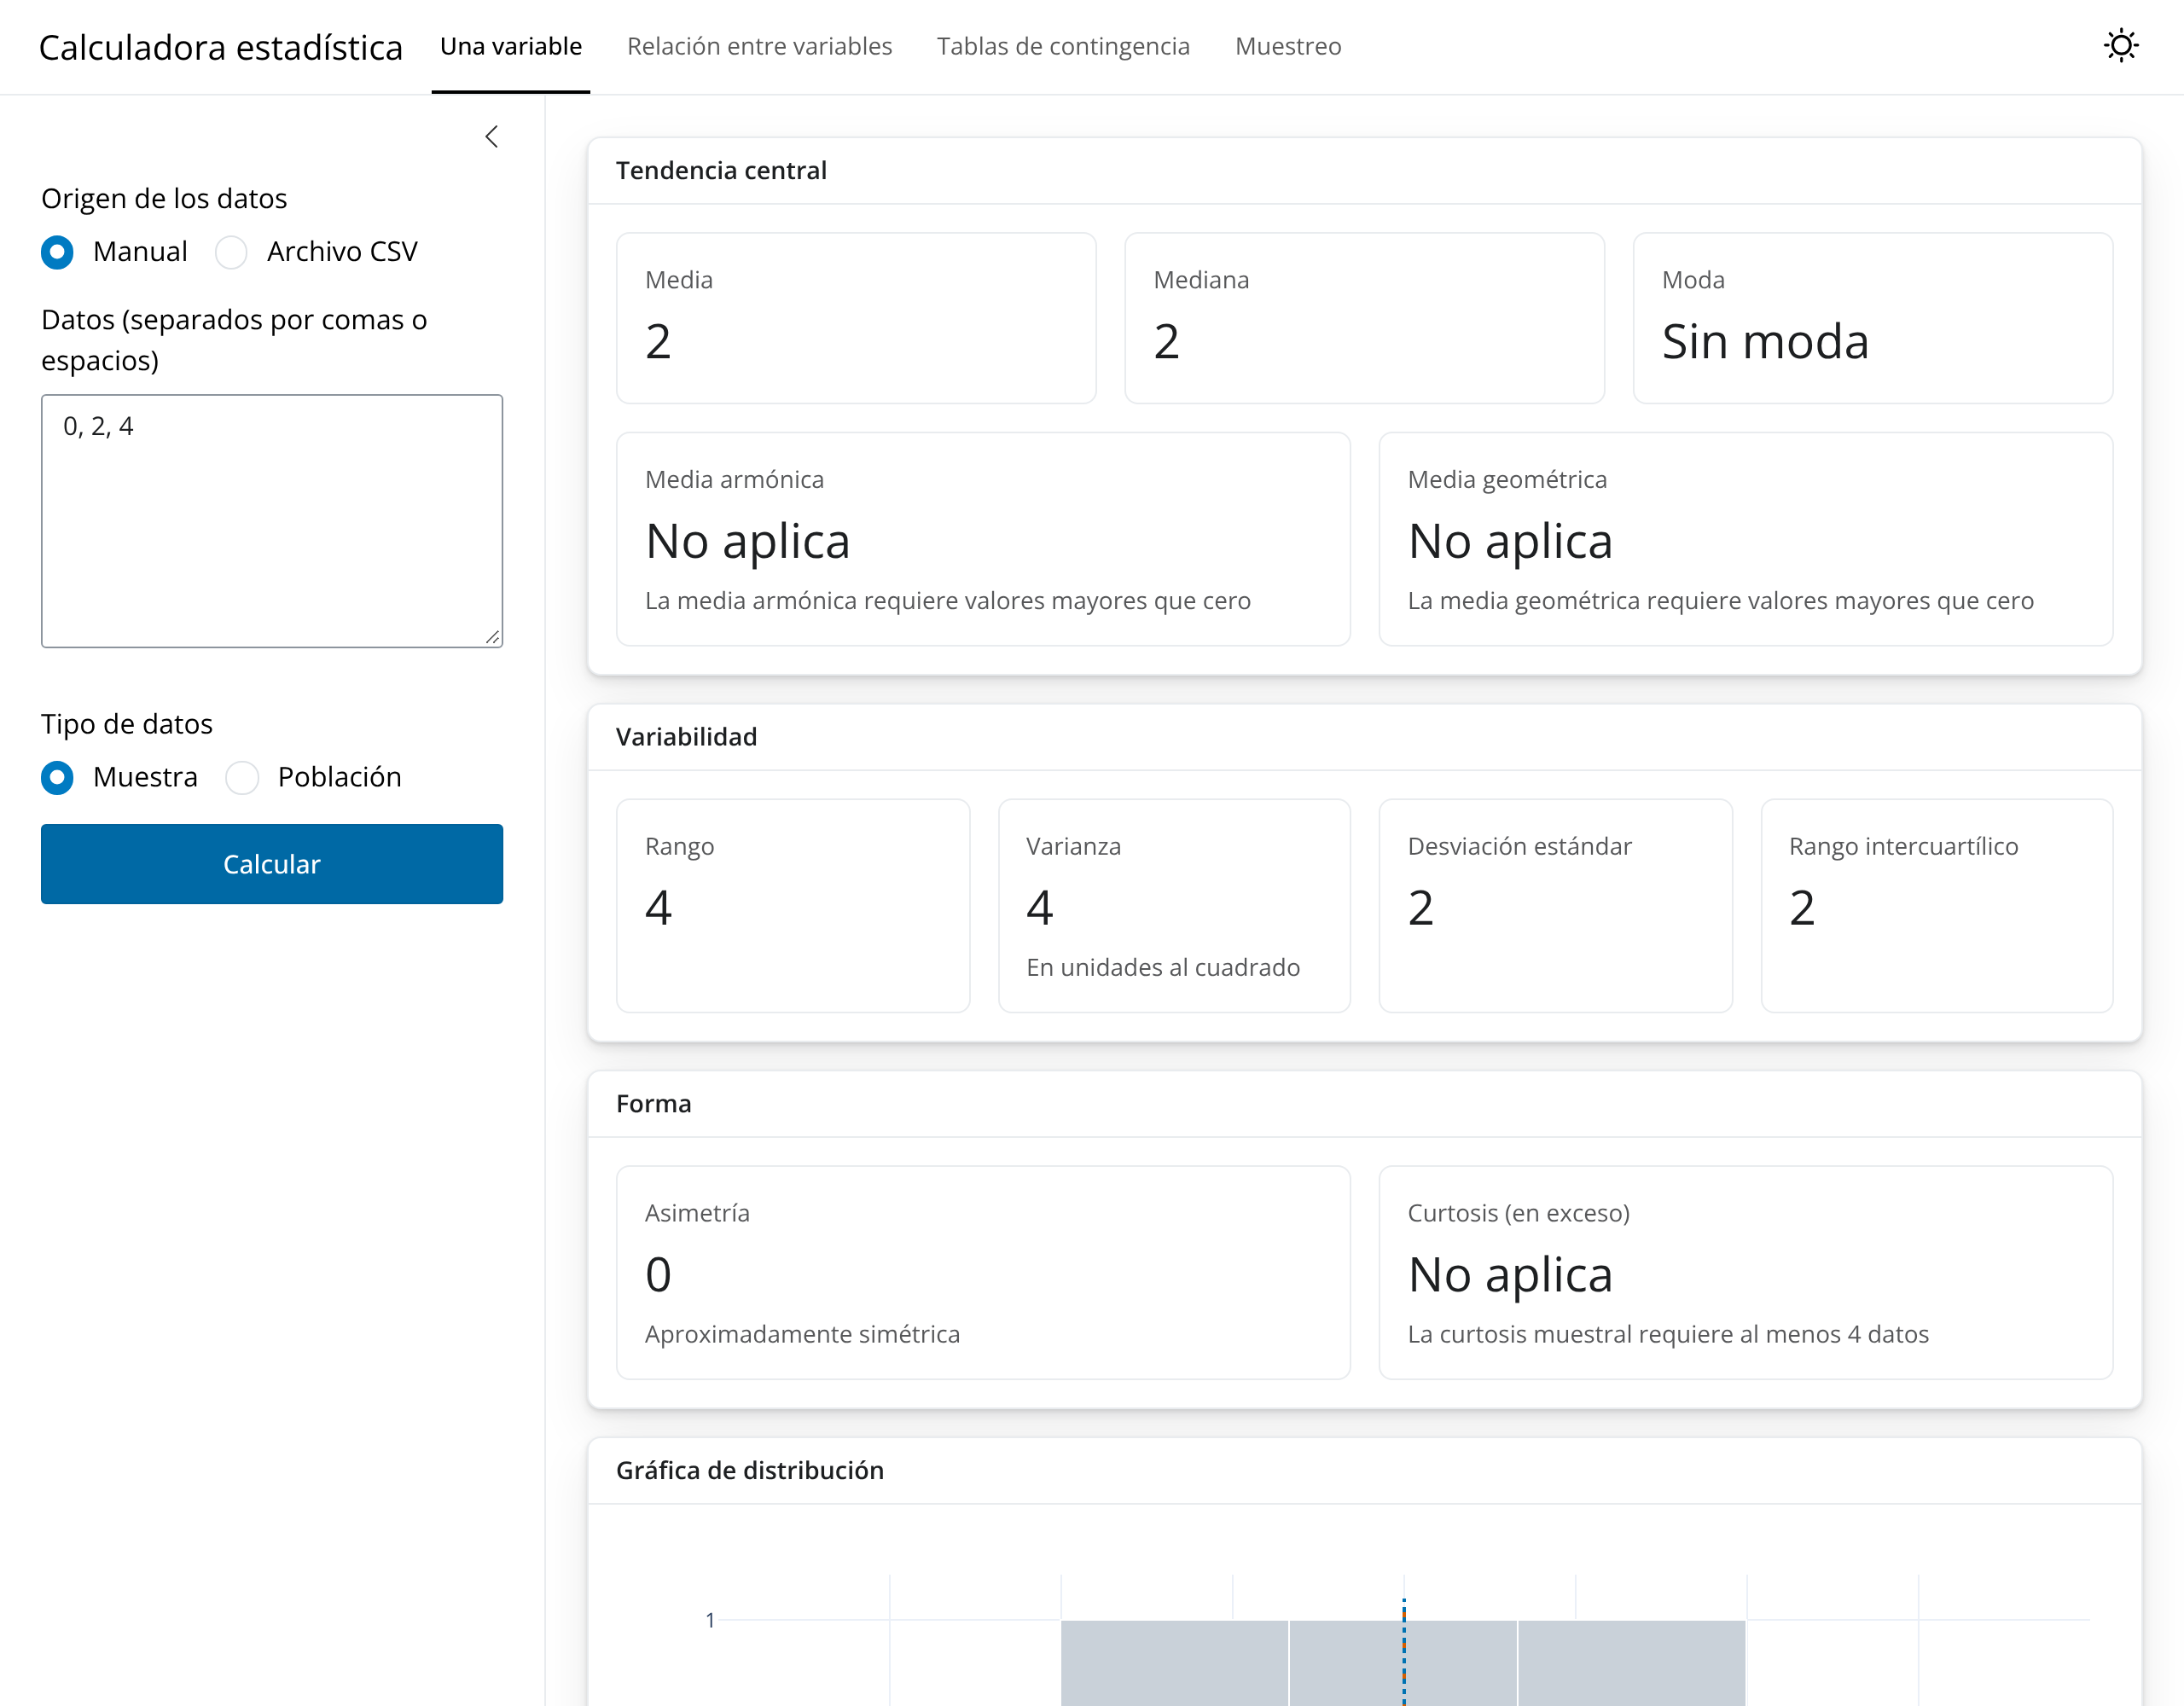 Calculadora estadística
Una variable
Relación entre variables
Tablas de contingencia
Muestreo
Origen de los datos
Manual
Archivo CSV
Datos (separados por comas o
espacios)
0, 2, 4
Tipo de datos
Muestra
Población
Calcular
Tendencia central
Media
2
Mediana
2
Moda
Sin moda
Media armónica
No aplica
La media armónica requiere valores mayores que cero
Media geométrica
No aplica
La media geométrica requiere valores mayores que cero
Variabilidad
Rango
4
Varianza
4
En unidades al cuadrado
Desviación estándar
2
Rango intercuartílico
2
Forma
Asimetría
0
Aproximadamente simétrica
Curtosis (en exceso)
No aplica
La curtosis muestral requiere al menos 4 datos
Gráfica de distribución
1